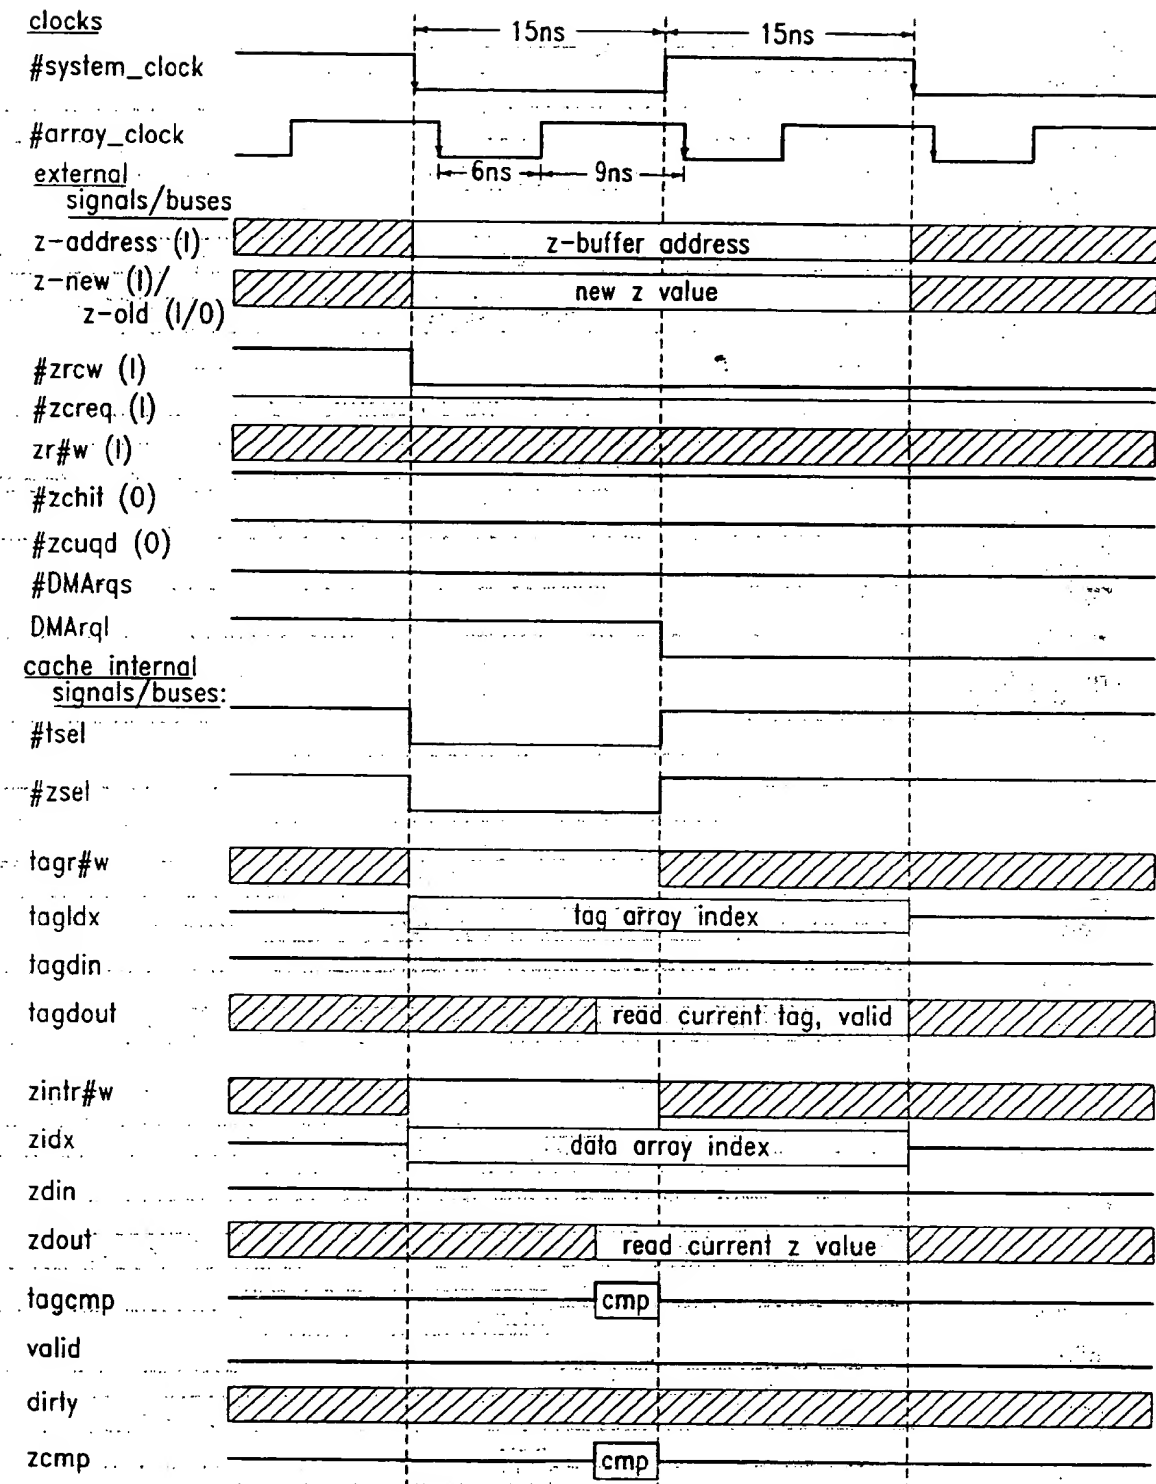 clocks
15ns 15ns
#system_clock
#array_clock
6ns 9ns
external
signals/buses
z-address (I) z-buffer address
z-new (I)/
z-old (I/O) new z value
#zrcw (I)
#zcreq (I)
zr#w (I)
#zchit (O)
#zcuqd (O)
#DMArqs
DMArql
cache internal
signals/buses:
#tsel
#zsel
tagr#w
tagIdx tag array index
tagdin
tagdout read current tag, valid
zintr#w
zidx data array index
zdin
zdout read current z value
tagcmp cmp
valid
dirty
zcmp cmp